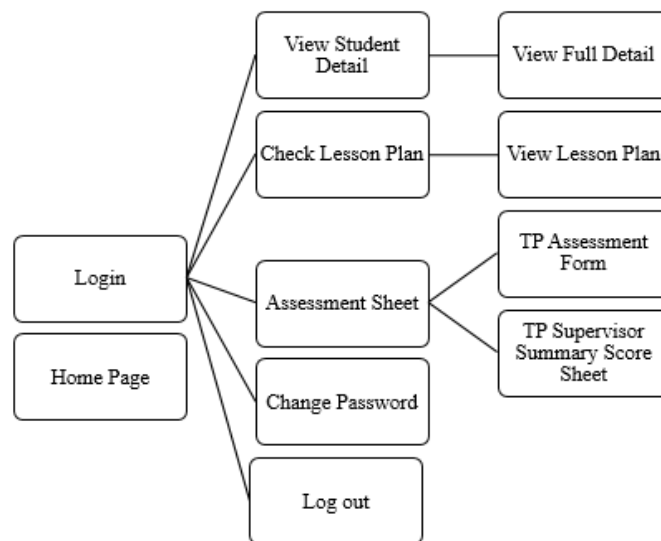 View Student
Detail
View Full Detail
Check Lesson Plan
View Lesson Plan
Login
Assessment Sheet
TP Assessment
Form
TP Supervisor
Summary Score
Sheet
Home Page
Change Password
Log out